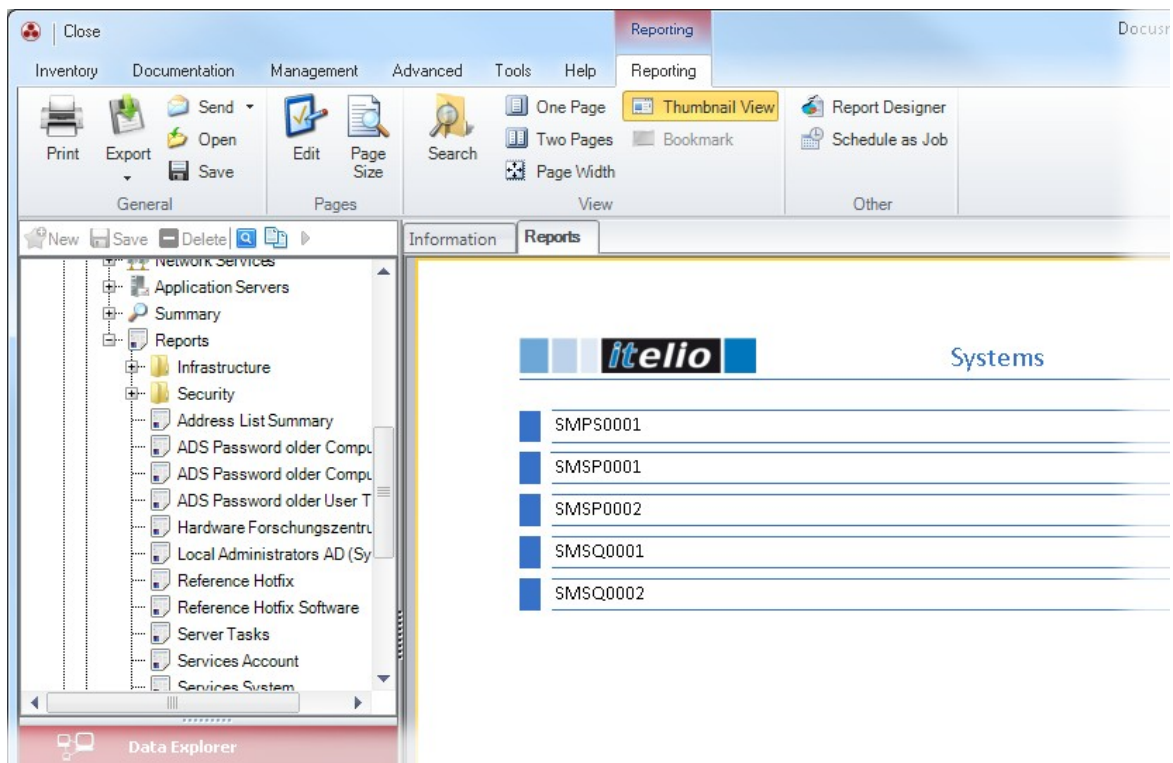 Close
Reporting
Inventory Documentation Management Advanced Tools Help Reporting
Print
Export
Send
Open
Save
General
Edit
Page Size
Pages
Search
One Page
Two Pages
Page Width
Thumbnail View
Bookmark
View
Report Designer
Schedule as Job
Other
New Save Delete
Information Reports
Network Services
Application Servers
Summary
Reports
Infrastructure
Security
Address List Summary
ADS Password older Compu
ADS Password older Compu
ADS Password older User T
Hardware Forschungszentru
Local Administrators AD (Sy
Reference Hotfix
Reference Hotfix Software
Server Tasks
Services Account
Services System
Data Explorer
itelio
Systems
SMPS0001
SMSP0001
SMSP0002
SMSQ0001
SMSQ0002